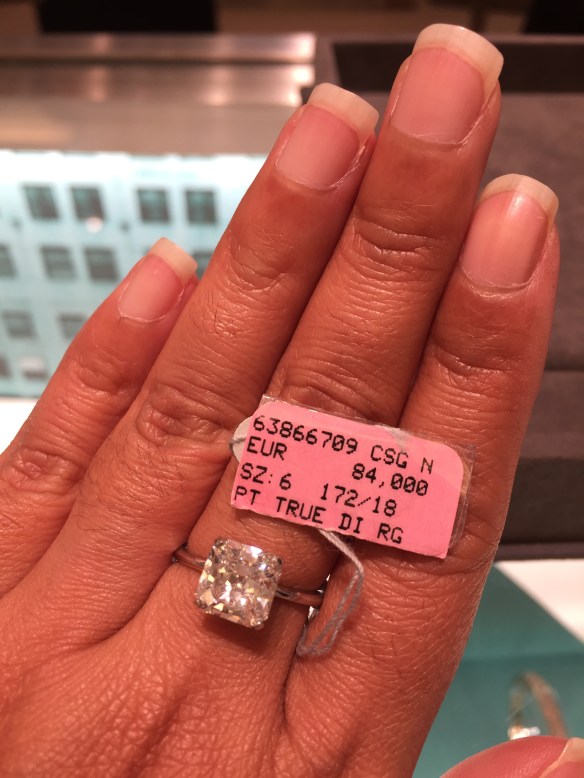 63866709 CSG N
EUR 84,000
SZ:6 172/18
PT TRUE DI RG